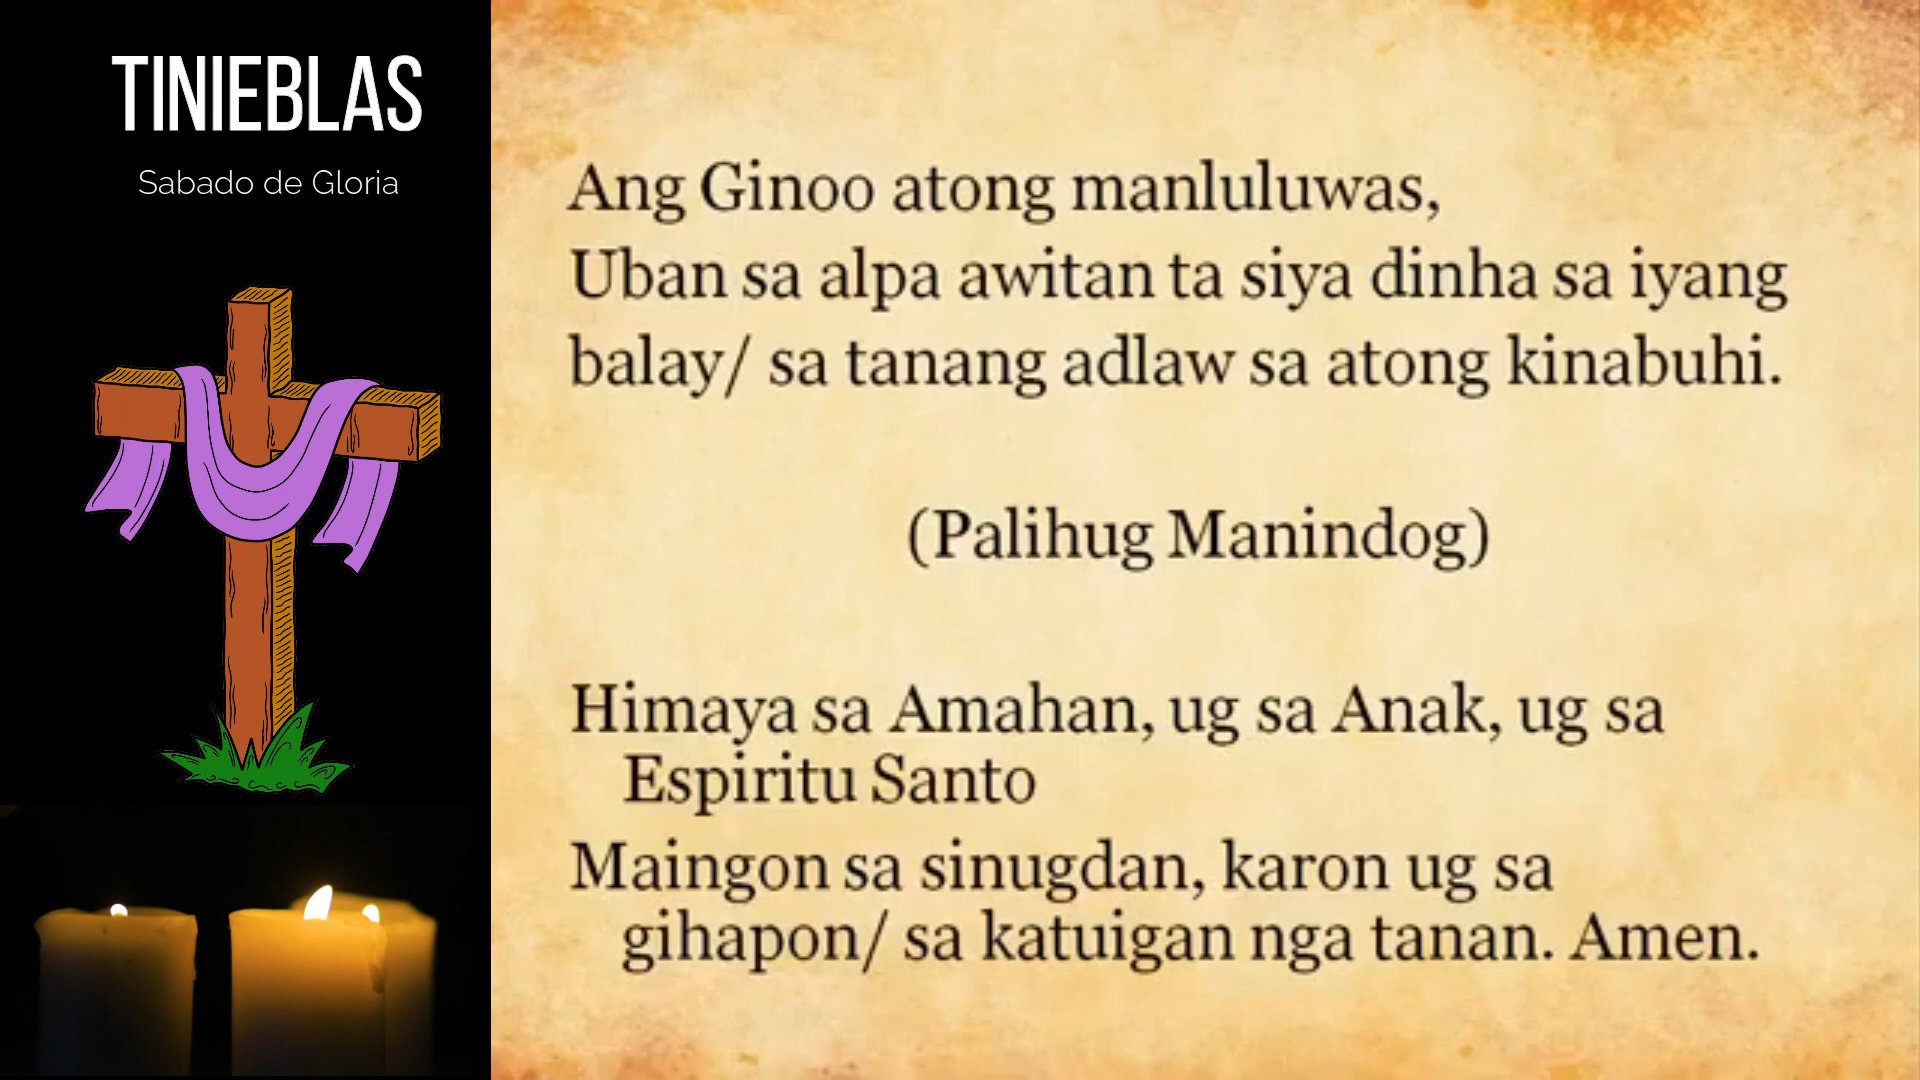 TINIEBLAS
Sabado de Gloria
Ang Ginoo atong manluluwas,
Uban sa alpa awitan ta siya dinha sa iyang
balay/ sa tanang adlaw sa atong kinabuhi.
(Palihug Manindog)
Himaya sa Amahan, ug sa Anak, ug sa
Espiritu Santo
Maingon sa sinugdan, karon ug sa
gihapon/ sa katuigan nga tanan. Amen.